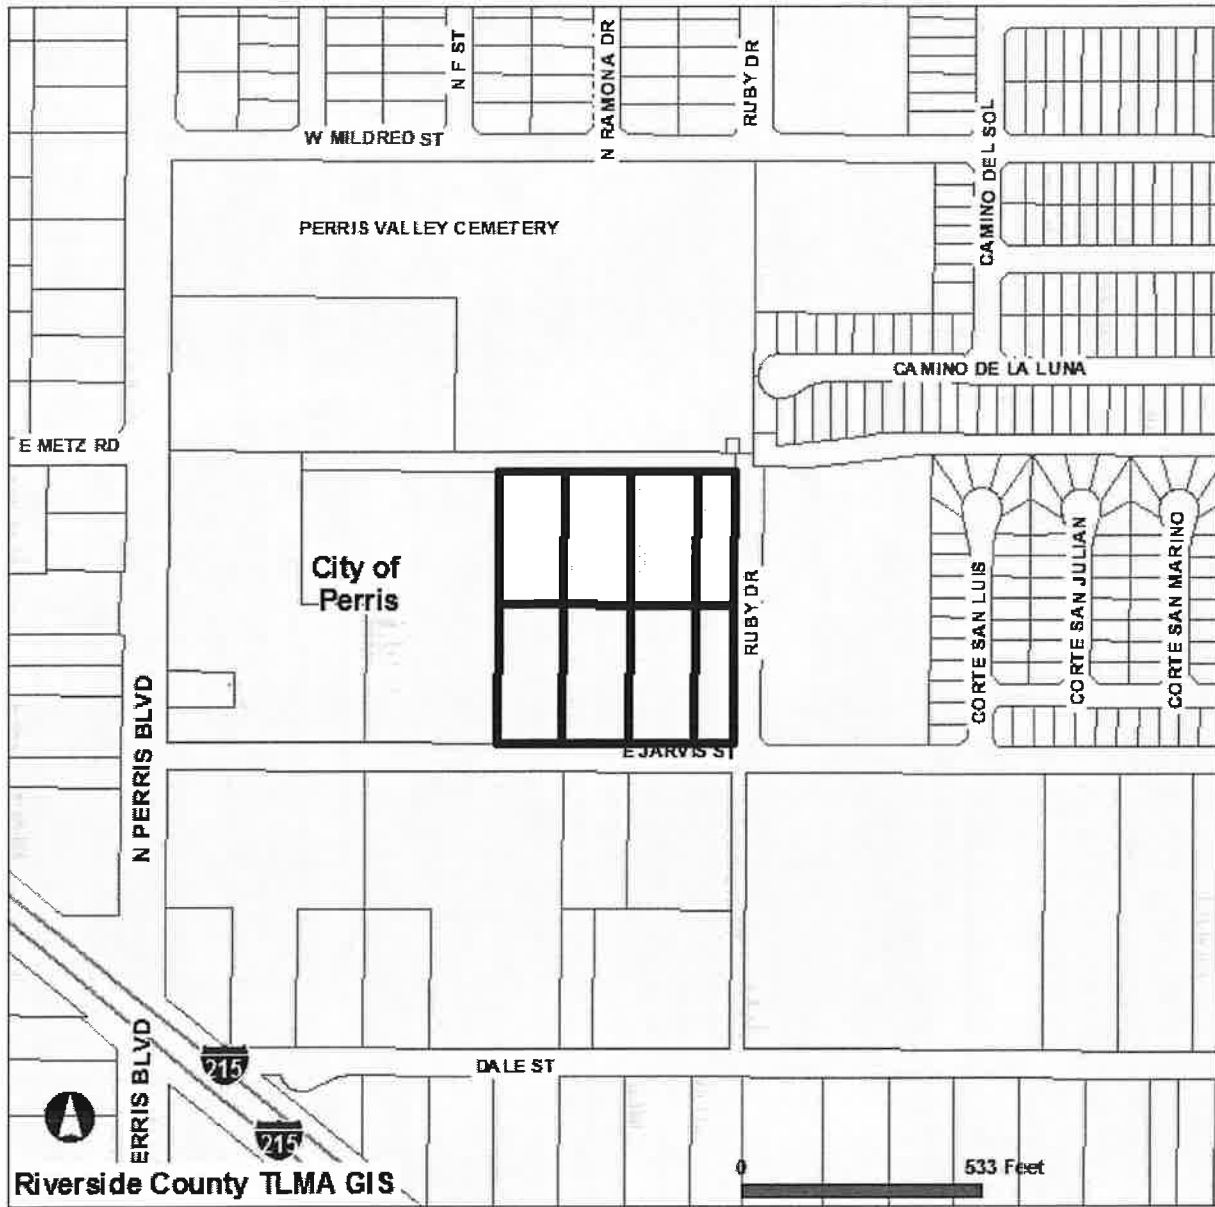 N F ST
N RAMONA DR
RUBY DR
W MILDRED ST
CAMINO DEL SOL
PERRIS VALLEY CEMETERY
CAMINO DE LA LUNA
E METZ RD
City of
Perris
RUBY DR
CORTE SAN LUIS
CORTE SAN JULIAN
CORTE SAN MARINO
N PERRIS BLVD
E JARVIS ST
215
DALE ST
ERRIS BLVD
215
0
533 Feet
Riverside County TLMA GIS